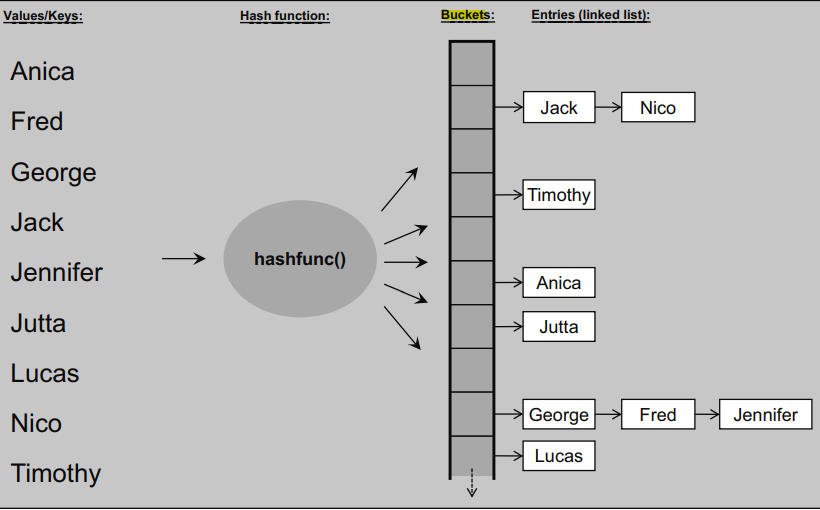 Values/Keys: Hash function: Buckets: Entries (linked list):
Anica
Jack Nico
Fred
George
Timothy
Jack
hashfunc()
Jennifer
Anica
Jutta
Jutta
Lucas
George Fred Jennifer
Nico
Lucas
Timothy